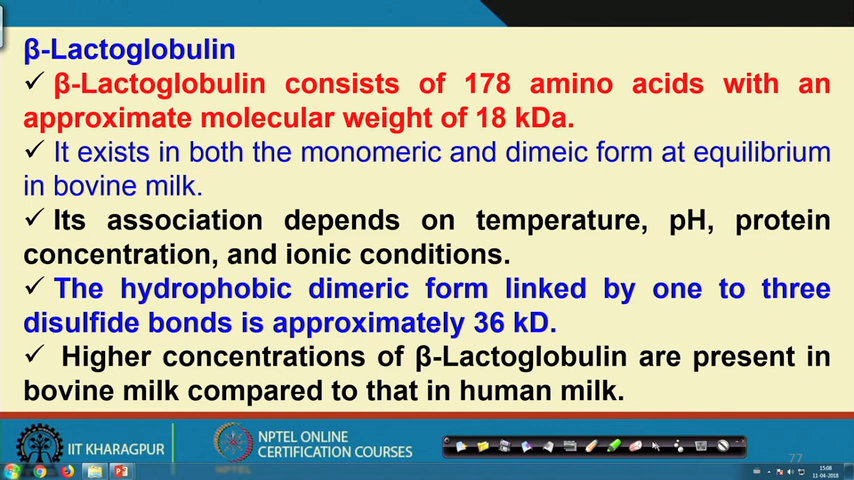 β-Lactoglobulin
✓ β-Lactoglobulin consists of 178 amino acids with an
approximate molecular weight of 18 kDa.
✓ It exists in both the monomeric and dimeic form at equilibrium
in bovine milk.
✓ Its association depends on temperature, pH, protein
concentration, and ionic conditions.
✓ The hydrophobic dimeric form linked by one to three
disulfide bonds is approximately 36 kD.
✓ Higher concentrations of β-Lactoglobulin are present in
bovine milk compared to that in human milk.
IIT KHARAGPUR
NPTEL ONLINE
CERTIFICATION COURSES
NPTEL
77
15:08
11-04-2018